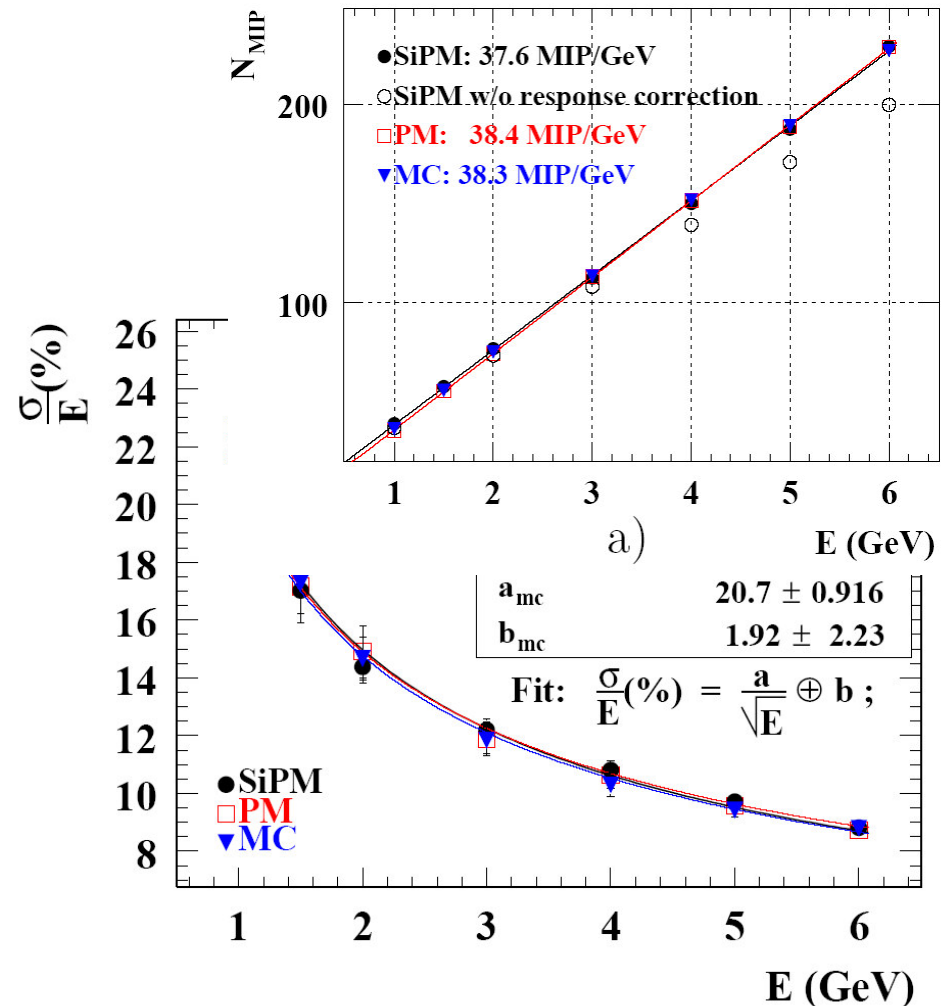 N_MIP
SiPM: 37.6 MIP/GeV
SiPM w/o response correction
PM: 38.4 MIP/GeV
MC: 38.3 MIP/GeV
200
100
1 2 3 4 5 6
a)
E (GeV)
σ/E (%)
26
24
22
20
18
16
14
12
10
8
a_mc 20.7 ± 0.916
b_mc 1.92 ± 2.23
Fit: σ/E (%) = a/√E ⊕ b ;
SiPM
PM
MC
1 2 3 4 5 6
E (GeV)